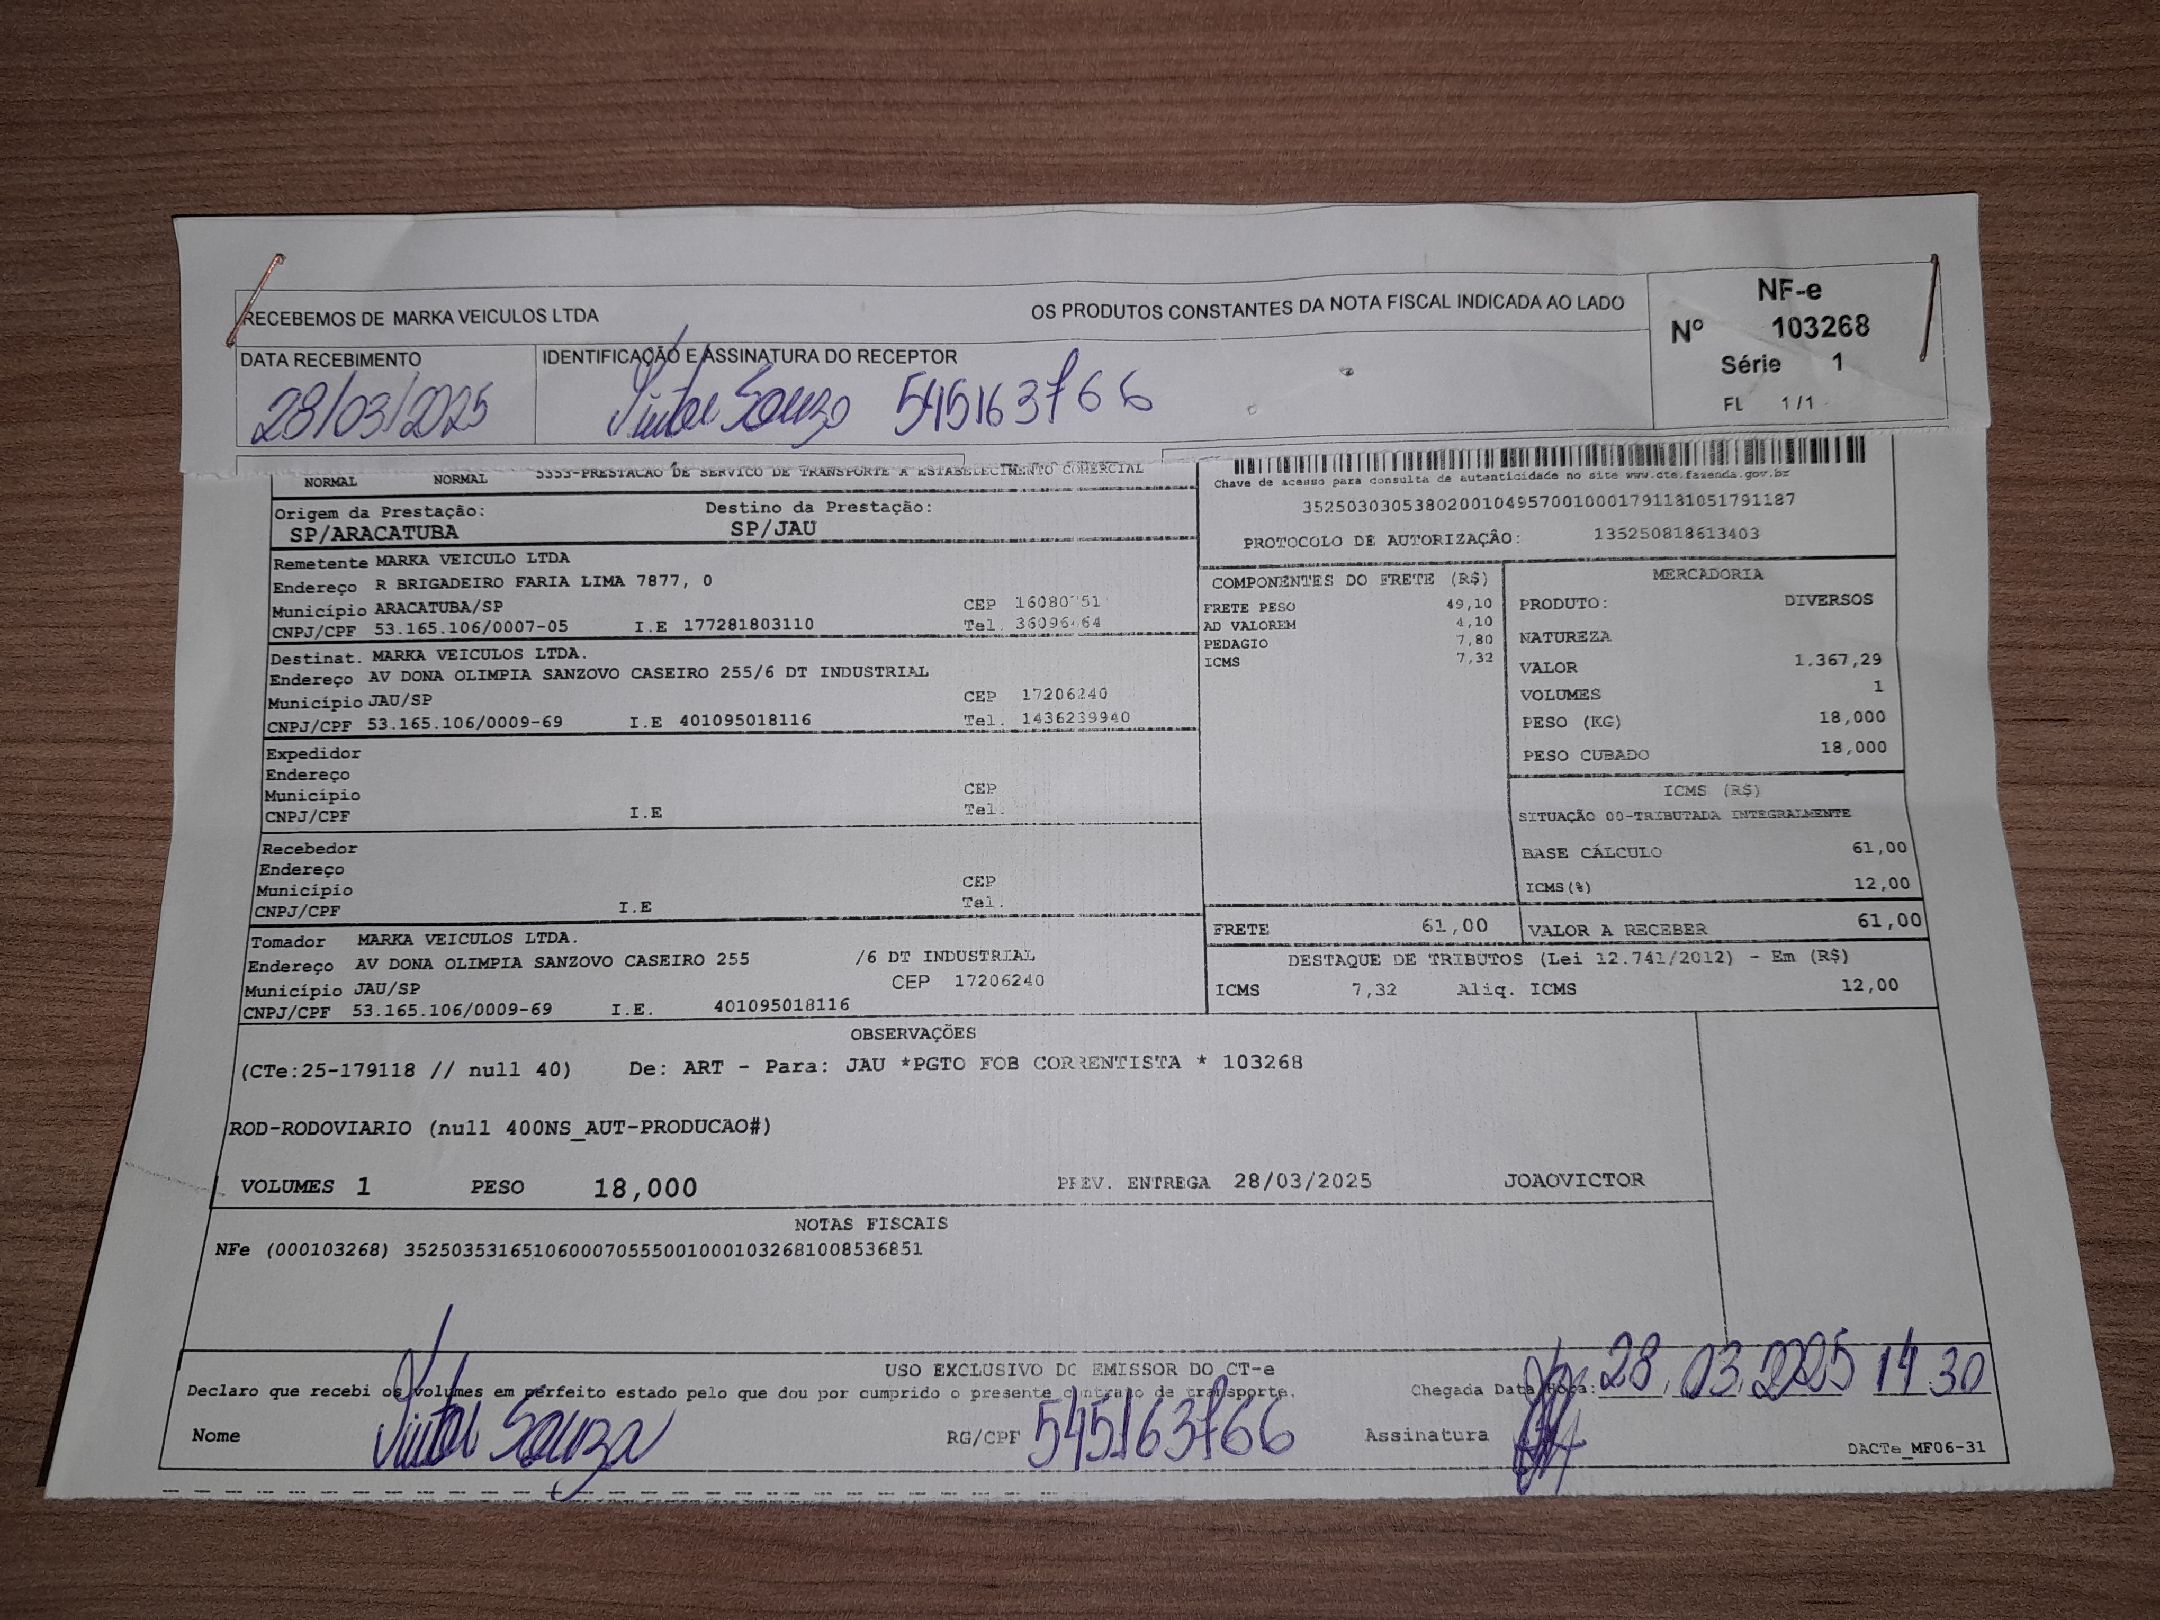 RECEBEMOS DE MARKA VEICULOS LTDA OS PRODUTOS CONSTANTES DA NOTA FISCAL INDICADA AO LADO
NF-e
Nº 103268
Série 1
FL 1/1
DATA RECEBIMENTO IDENTIFICAÇÃO E ASSINATURA DO RECEPTOR
28/03/2025 Souza 545163766
NORMAL NORMAL 5353-PRESTACAO DE SERVICO DE TRANSPORTE A ESTABELECIMENTO COMERCIAL
Chave de acesso para consulta de autenticidade no site www.cte.fazenda.gov.br
35250303053802001049570010001791181051791187
PROTOCOLO DE AUTORIZAÇÃO: 135250818613403
Origem da Prestação: Destino da Prestação:
SP/ARACATUBA SP/JAU
Remetente MARKA VEICULO LTDA
Endereço R BRIGADEIRO FARIA LIMA 7877, 0
Município ARACATUBA/SP CEP
CNPJ/CPF 53.165.106/0007-05 I.E 177281803110 Tel.
Destinat. MARKA VEICULOS LTDA.
Endereço AV DONA OLIMPIA SANZOVO CASEIRO 255/6 DT INDUSTRIAL
Município JAU/SP CEP 17206240
CNPJ/CPF 53.165.106/0009-69 I.E 401095018116 Tel. 1436239940
Expedidor
Endereço
Município CEP
CNPJ/CPF I.E Tel.
Recebedor
Endereço
Município CEP
CNPJ/CPF I.E Tel.
Tomador MARKA VEICULOS LTDA.
Endereço AV DONA OLIMPIA SANZOVO CASEIRO 255 /6 DT INDUSTRIAL
Município JAU/SP CEP 17206240
CNPJ/CPF 53.165.106/0009-69 I.E. 401095018116
COMPONENTES DO FRETE (R$)
FRETE PESO 49,10
AD VALOREM 4,10
PEDAGIO 7,80
ICMS 7,32
MERCADORIA
PRODUTO: DIVERSOS
NATUREZA
VALOR 1.367,29
VOLUMES 1
PESO (KG) 18,000
PESO CUBADO 18,000
ICMS (R$)
SITUAÇÃO 00-TRIBUTADA INTEGRALMENTE
BASE CÁLCULO 61,00
ICMS(%) 12,00
FRETE 61,00 VALOR A RECEBER 61,00
DESTAQUE DE TRIBUTOS (Lei 12.741/2012) - Em (R$)
ICMS 7,32 Aliq. ICMS 12,00
OBSERVAÇÕES
(CTe:25-179118 // null 40) De: ART - Para: JAU *PGTO FOB CORRENTISTA * 103268
ROD-RODOVIARIO (null 400NS_AUT-PRODUCAO#)
VOLUMES 1 PESO 18,000 PREV. ENTREGA 28/03/2025 JOAOVICTOR
NOTAS FISCAIS
NFe (000103268) 35250353165106000705550010001032681008536851
USO EXCLUSIVO DO EMISSOR DO CT-e
Declaro que recebi os volumes em perfeito estado pelo que dou por cumprido o presente contrato de transporte.
Chegada Data Hora: 28 03 2025 14 30
Nome Souza RG/CPF 545163766 Assinatura
DACTe_MF06-31